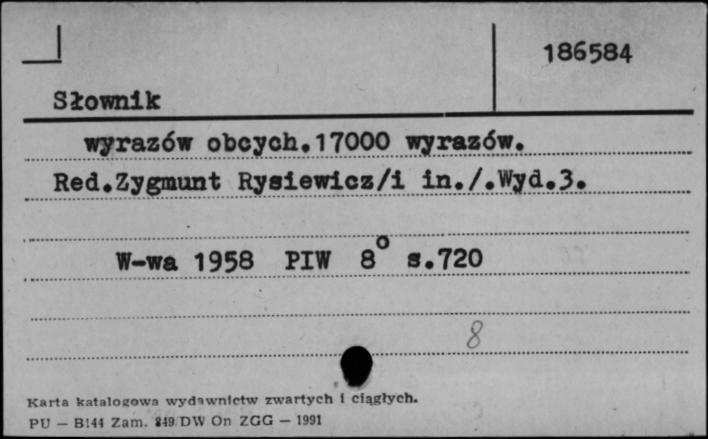 186584
Słownik
wyrazów obcych.17000 wyrazów.
Red.Zygmunt Rysiewicz/i in./.Wyd.3.
W-wa 1958 PIW 8° s.720
8
Karta katalogowa wydawnictw zwartych i ciągłych.
PU — B144 Zam. 849/DW On ZGG — 1991